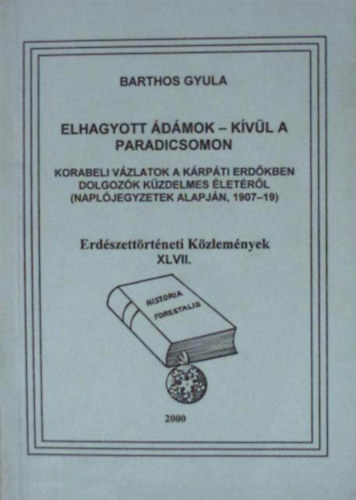 BARTHOS GYULA
ELHAGYOTT ÁDÁMOK – KÍVÜL A
PARADICSOMON
KORABELI VÁZLATOK A KÁRPÁTI ERDŐKBEN
DOLGOZÓK KÜZDELMES ÉLETÉRŐL
(NAPLÓJEGYZETEK ALAPJÁN, 1907–19)
Erdészettörténeti Közlemények
XLVII.
HISTORIA
FORESTALIS
2000